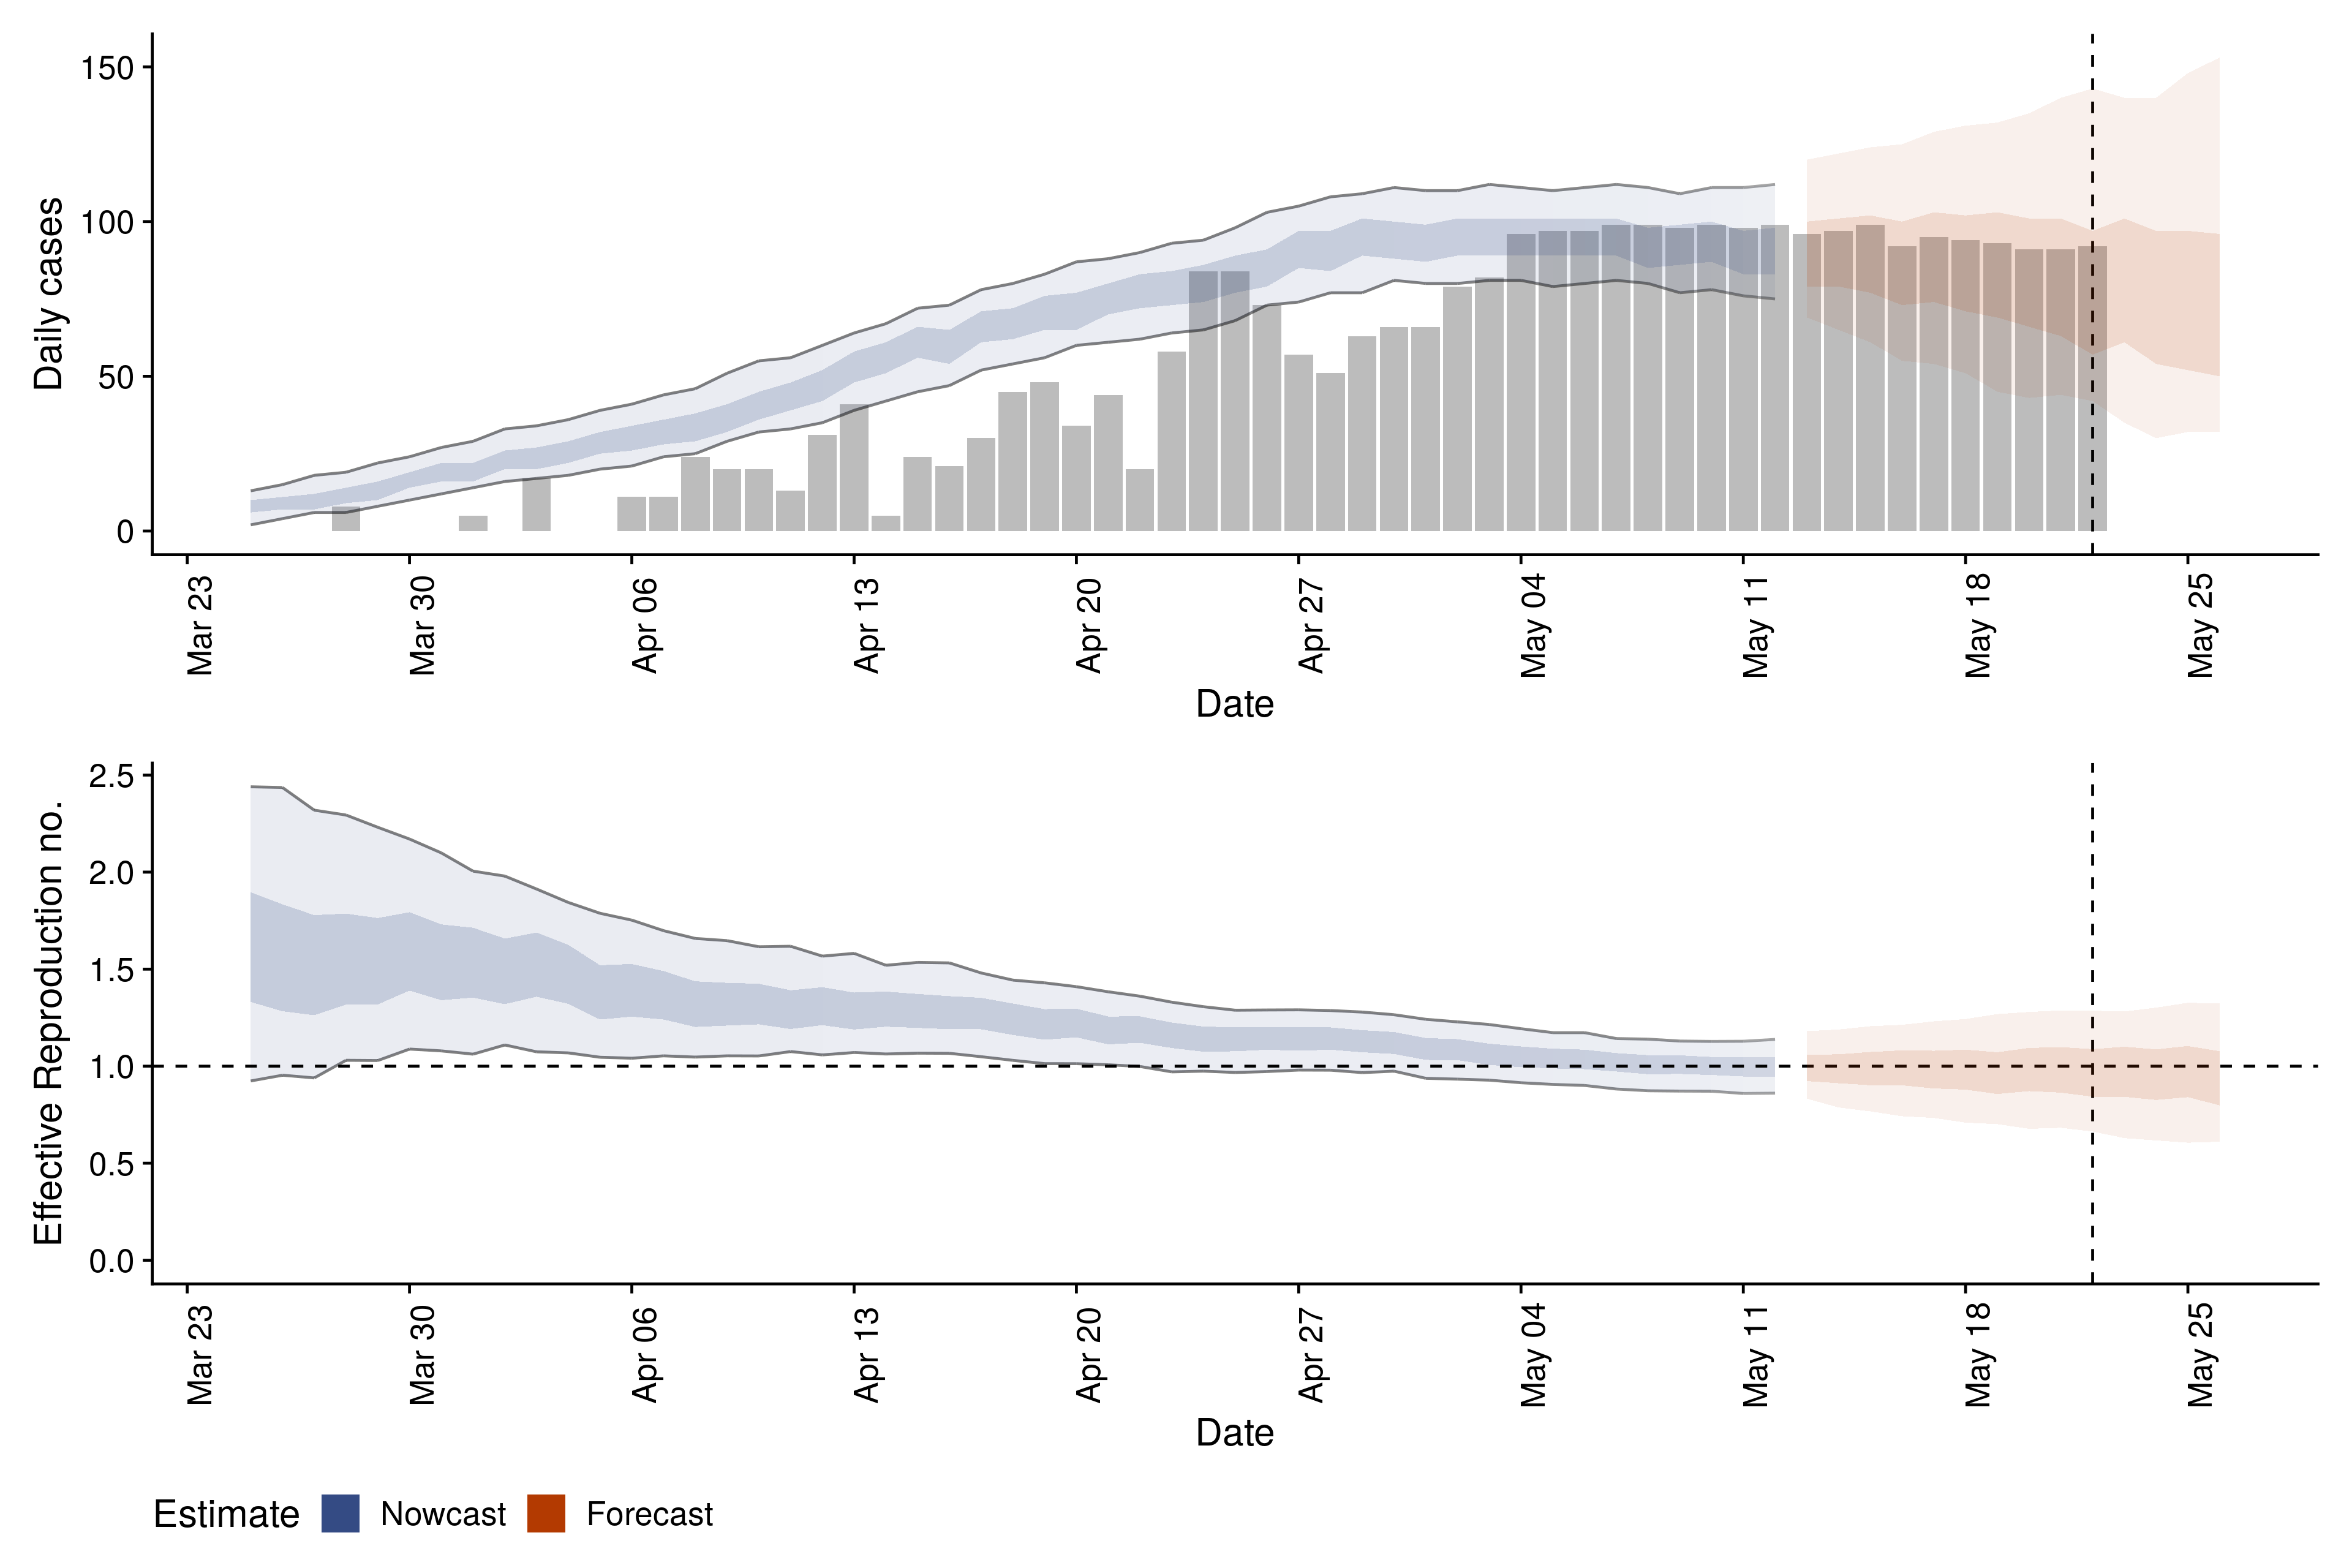 150
100
50
0
Daily cases
Mar 23
Mar 30
Apr 06
Apr 13
Apr 20
Apr 27
May 04
May 11
May 18
May 25
Date
2.5
2.0
1.5
1.0
0.5
0.0
Effective Reproduction no.
Mar 23
Mar 30
Apr 06
Apr 13
Apr 20
Apr 27
May 04
May 11
May 18
May 25
Date
Estimate Nowcast Forecast